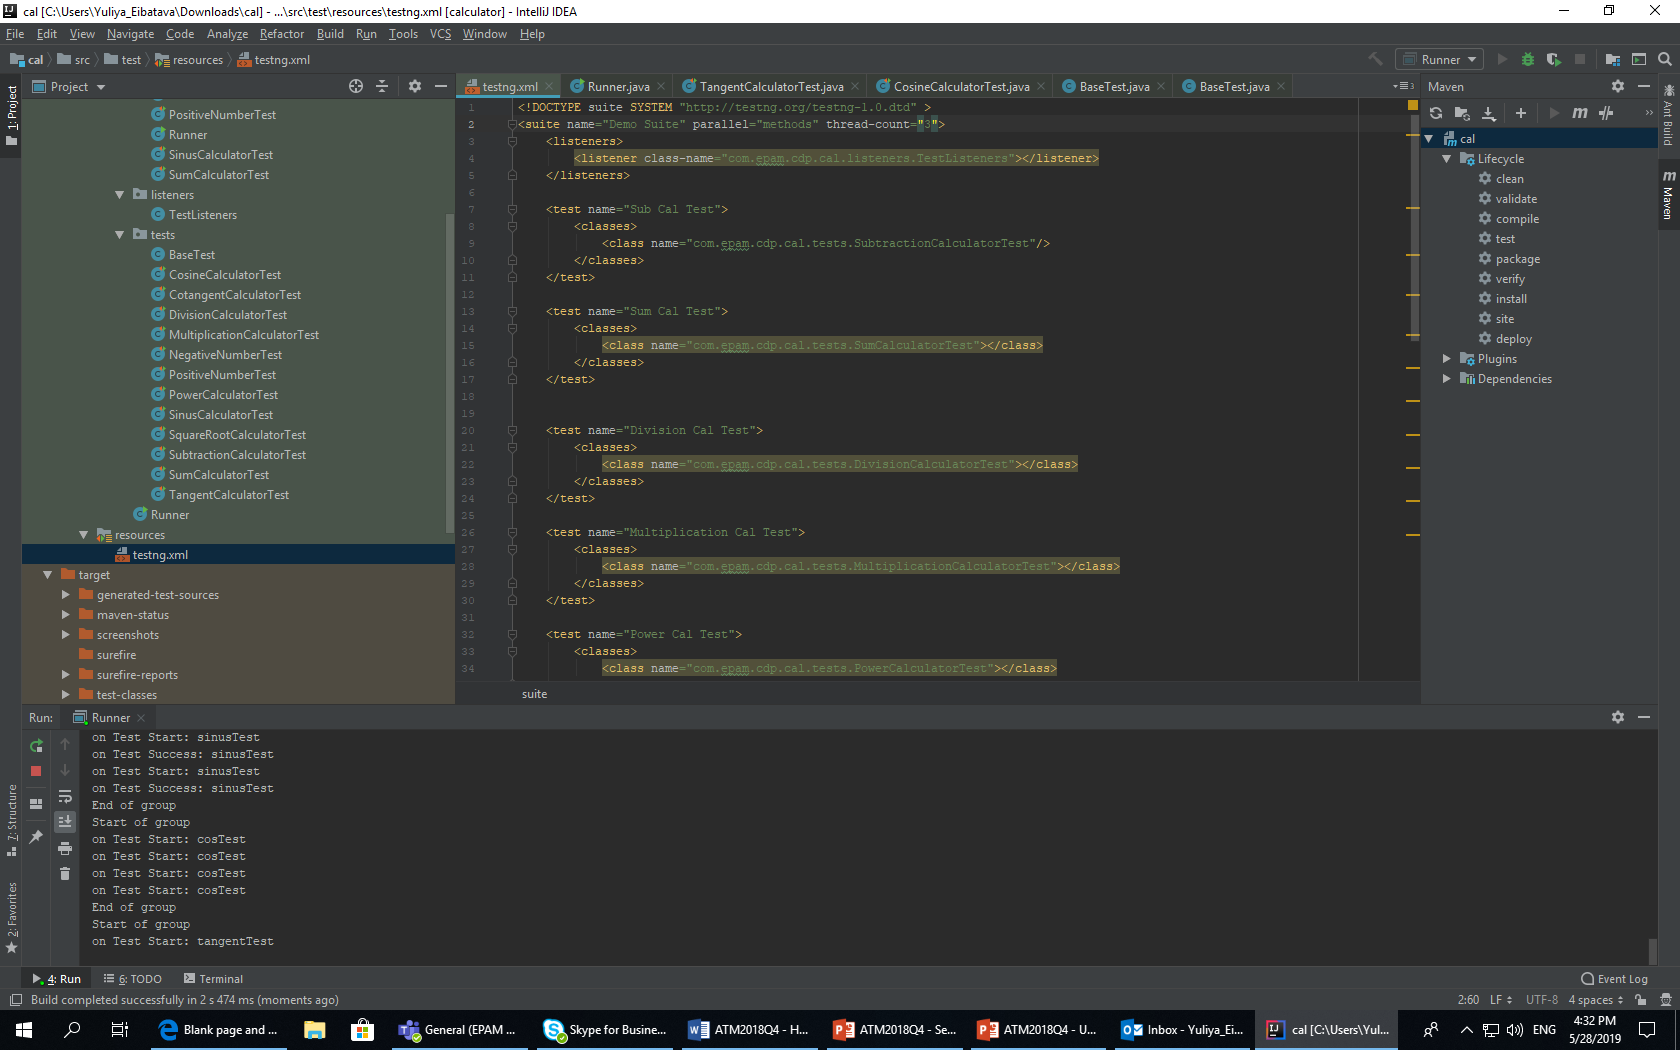 cal [C:\Users\Yuliya_Eibatava\Downloads\cal] - ...\src\test\resources\testng.xml [calculator] - IntelliJ IDEA
File Edit View Navigate Code Analyze Refactor Build Run Tools VCS Window Help
cal src test resources testng.xml
Runner
1: Project
Project
PositiveNumberTest
Runner
SinusCalculatorTest
SumCalculatorTest
listeners
TestListeners
tests
BaseTest
CosineCalculatorTest
CotangentCalculatorTest
DivisionCalculatorTest
MultiplicationCalculatorTest
NegativeNumberTest
PositiveNumberTest
PowerCalculatorTest
SinusCalculatorTest
SquareRootCalculatorTest
SubtractionCalculatorTest
SumCalculatorTest
TangentCalculatorTest
Runner
resources
testng.xml
target
generated-test-sources
maven-status
screenshots
surefire
surefire-reports
test-classes
testng.xml Runner.java TangentCalculatorTest.java CosineCalculatorTest.java BaseTest.java BaseTest.java
1 <!DOCTYPE suite SYSTEM "http://testng.org/testng-1.0.dtd" >
2 <suite name="Demo Suite" parallel="methods" thread-count="3">
3 <listeners>
4 <listener class-name="com.epam.cdp.cal.listeners.TestListeners"></listener>
5 </listeners>
6
7 <test name="Sub Cal Test">
8 <classes>
9 <class name="com.epam.cdp.cal.tests.SubtractionCalculatorTest"/>
10 </classes>
11 </test>
12
13 <test name="Sum Cal Test">
14 <classes>
15 <class name="com.epam.cdp.cal.tests.SumCalculatorTest"></class>
16 </classes>
17 </test>
18
19
20 <test name="Division Cal Test">
21 <classes>
22 <class name="com.epam.cdp.cal.tests.DivisionCalculatorTest"></class>
23 </classes>
24 </test>
25
26 <test name="Multiplication Cal Test">
27 <classes>
28 <class name="com.epam.cdp.cal.tests.MultiplicationCalculatorTest"></class>
29 </classes>
30 </test>
31
32 <test name="Power Cal Test">
33 <classes>
34 <class name="com.epam.cdp.cal.tests.PowerCalculatorTest"></class>
suite
Maven
cal
Lifecycle
clean
validate
compile
test
package
verify
install
site
deploy
Plugins
Dependencies
Ant Build
Maven
Run: Runner
on Test Start: sinusTest
on Test Success: sinusTest
on Test Start: sinusTest
on Test Success: sinusTest
End of group
Start of group
on Test Start: cosTest
on Test Start: cosTest
on Test Start: cosTest
on Test Start: cosTest
End of group
Start of group
on Test Start: tangentTest
7: Structure
2: Favorites
4: Run 6: TODO Terminal Event Log
Build completed successfully in 2 s 474 ms (moments ago) 2:60 LF UTF-8 4 spaces
Blank page and ... General (EPAM ... Skype for Busine... ATM2018Q4 - H... ATM2018Q4 - Se... ATM2018Q4 - U... Inbox - Yuliya_Ei... cal [C:\Users\Yul... ENG
4:32 PM
5/28/2019